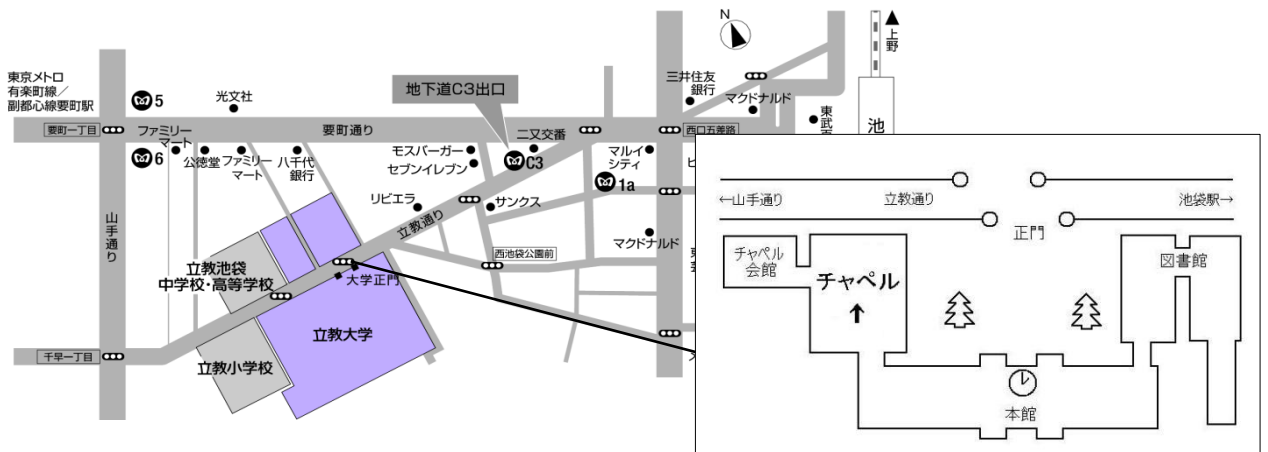 N
▲
上野
東京メトロ
有楽町線／
副都心線要町駅
5
光文社
地下道C3出口
三井住友
銀行
マクドナルド
東武
池
要町一丁目
ファミリー
マート
要町通り
二又交番
西口五差路
6
公徳堂
ファミリー
マート
八千代
銀行
モスバーガー
セブンイレブン
C3
マルイ
シティ
1a
リビエラ
サンクス
山手通り
立教通り
マクドナルド
西池袋公園前
立教池袋
中学校・高等学校
大学正門
立教大学
立教小学校
千早一丁目
←山手通り
立教通り
池袋駅→
正門
チャペル
会館
チャペル
↑
図書館
本館